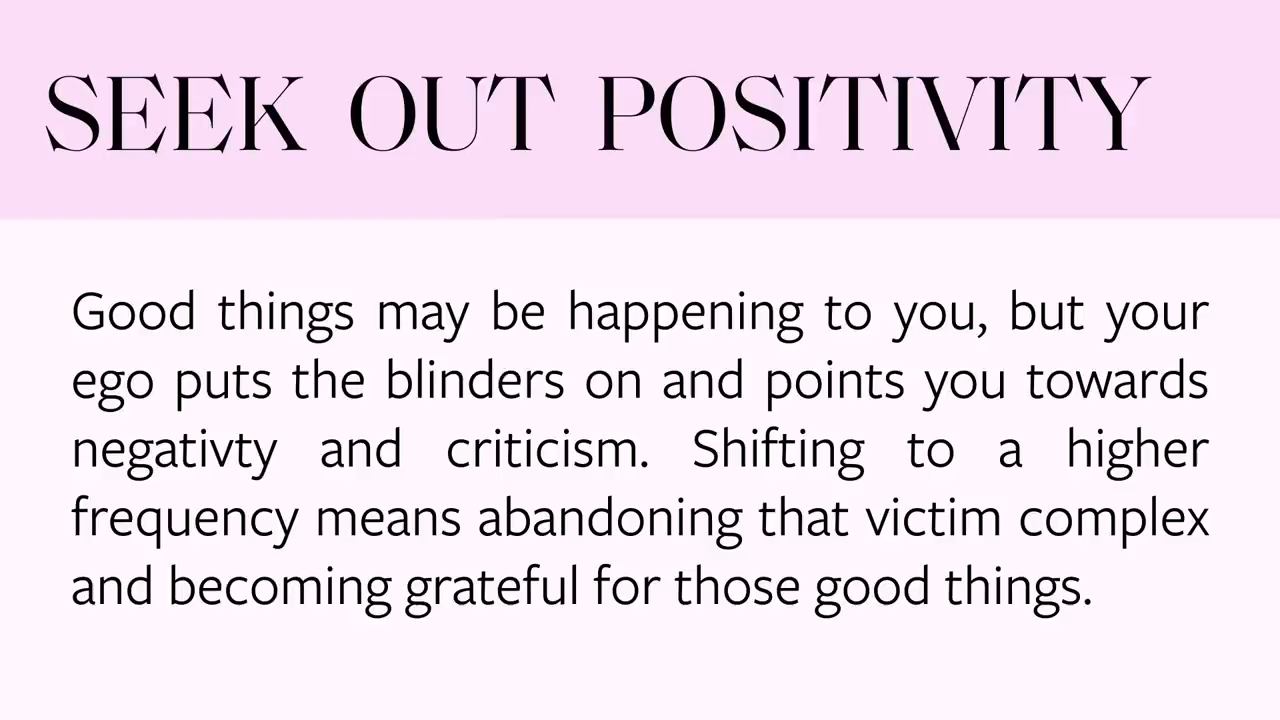 SEEK OUT POSITIVITY
Good things may be happening to you, but your
ego puts the blinders on and points you towards
negativty and criticism. Shifting to a higher
frequency means abandoning that victim complex
and becoming grateful for those good things.